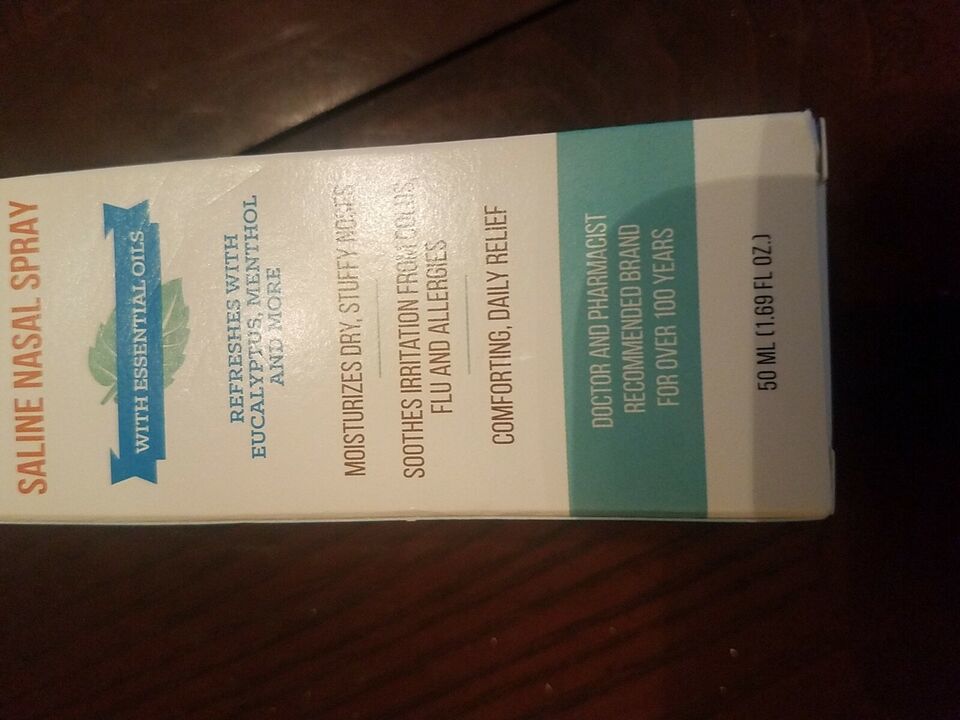 SALINE NASAL SPRAY
WITH ESSENTIAL OILS
REFRESHES WITH
EUCALYPTUS, MENTHOL
AND MORE
MOISTURIZES DRY, STUFFY NOSES
SOOTHES IRRITATION FROM COLDS,
FLU AND ALLERGIES
COMFORTING, DAILY RELIEF
DOCTOR AND PHARMACIST
RECOMMENDED BRAND
FOR OVER 100 YEARS
50 ML (1.69 FL OZ.)